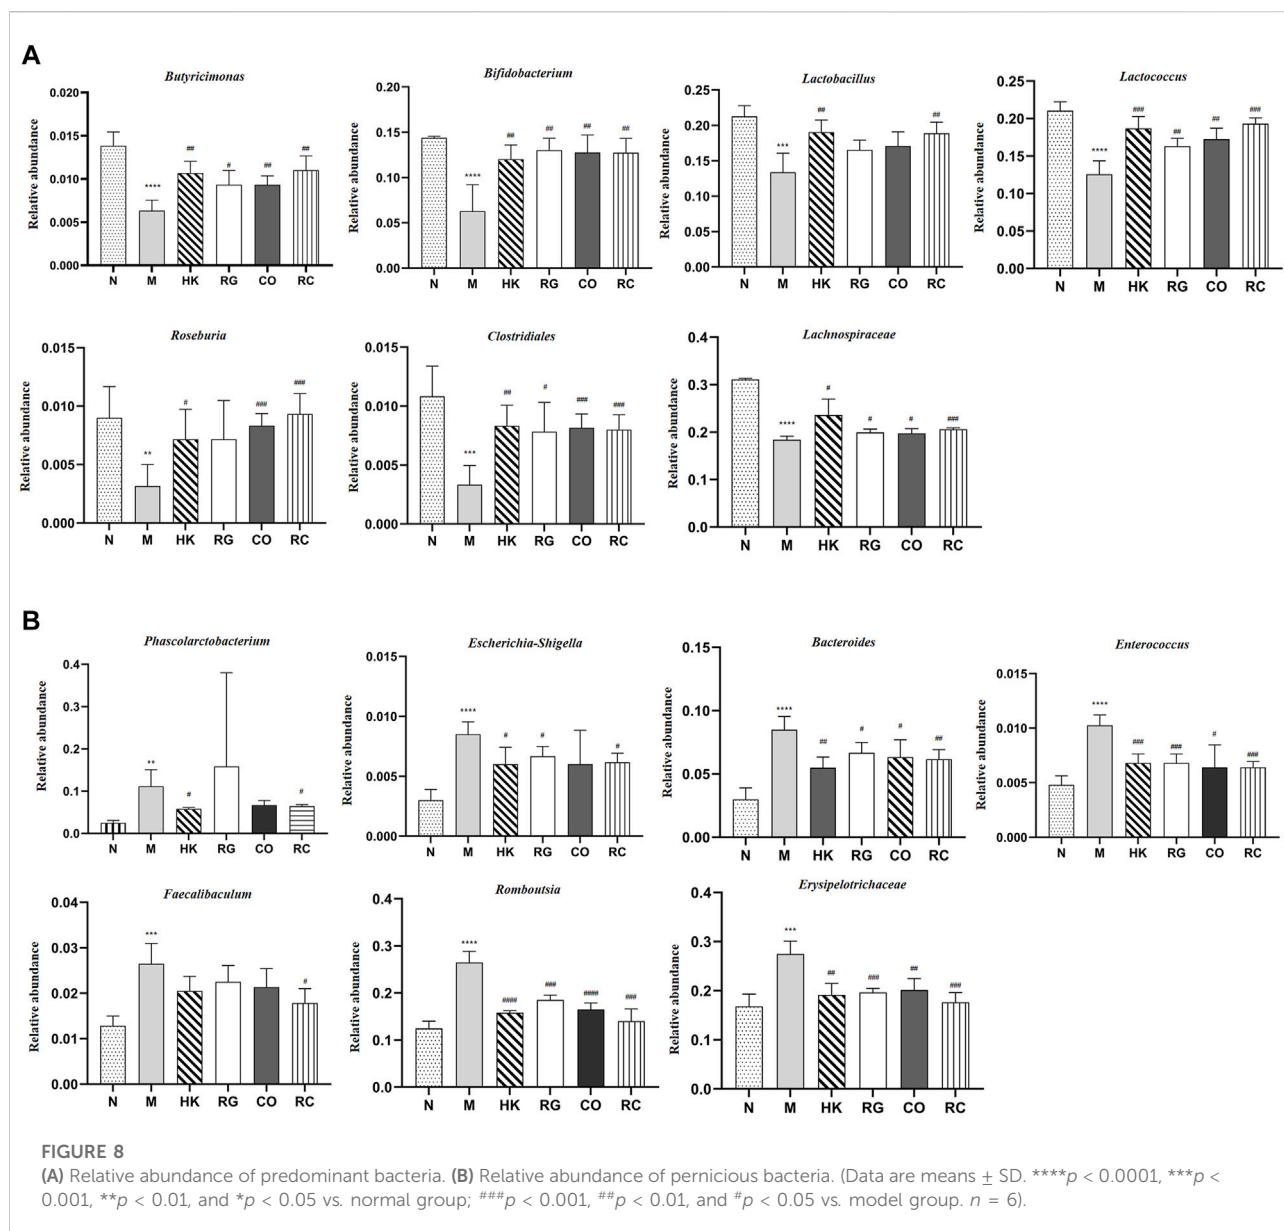 A
Butyricimonas
Relative abundance
0.020
0.015
0.010
0.005
0.000
****
##
#
##
##
N M HK RG CO RC
Bifidobacterium
Relative abundance
0.20
0.15
0.10
0.05
0.00
****
##
##
##
##
N M HK RG CO RC
Lactobacillus
Relative abundance
0.25
0.20
0.15
0.10
0.05
0.00
***
##
##
N M HK RG CO RC
Lactococcus
Relative abundance
0.25
0.20
0.15
0.10
0.05
0.00
****
###
##
##
###
N M HK RG CO RC
Roseburia
Relative abundance
0.015
0.010
0.005
0.000
**
#
###
###
N M HK RG CO RC
Clostridiales
Relative abundance
0.015
0.010
0.005
0.000
***
##
#
###
###
N M HK RG CO RC
Lachnospiraceae
Relative abundance
0.4
0.3
0.2
0.1
0.0
****
#
#
#
###
N M HK RG CO RC
B
Phascolarctobacterium
Relative abundance
0.4
0.3
0.2
0.1
0.0
**
#
#
N M HK RG CO RC
Escherichia-Shigella
Relative abundance
0.015
0.010
0.005
0.000
****
#
#
#
N M HK RG CO RC
Bacteroides
Relative abundance
0.15
0.10
0.05
0.00
****
##
#
#
##
N M HK RG CO RC
Enterococcus
Relative abundance
0.015
0.010
0.005
0.000
****
###
###
#
###
N M HK RG CO RC
Faecalibaculum
Relative abundance
0.04
0.03
0.02
0.01
0.00
***
#
N M HK RG CO RC
Romboutsia
Relative abundance
0.4
0.3
0.2
0.1
0.0
****
####
###
####
###
N M HK RG CO RC
Erysipelotrichaceae
Relative abundance
0.4
0.3
0.2
0.1
0.0
***
##
###
##
###
N M HK RG CO RC
FIGURE 8
(A) Relative abundance of predominant bacteria. (B) Relative abundance of pernicious bacteria. (Data are means ± SD. ****p < 0.0001, ***p <
0.001, **p < 0.01, and *p < 0.05 vs. normal group; ###p < 0.001, ##p < 0.01, and #p < 0.05 vs. model group. n = 6).